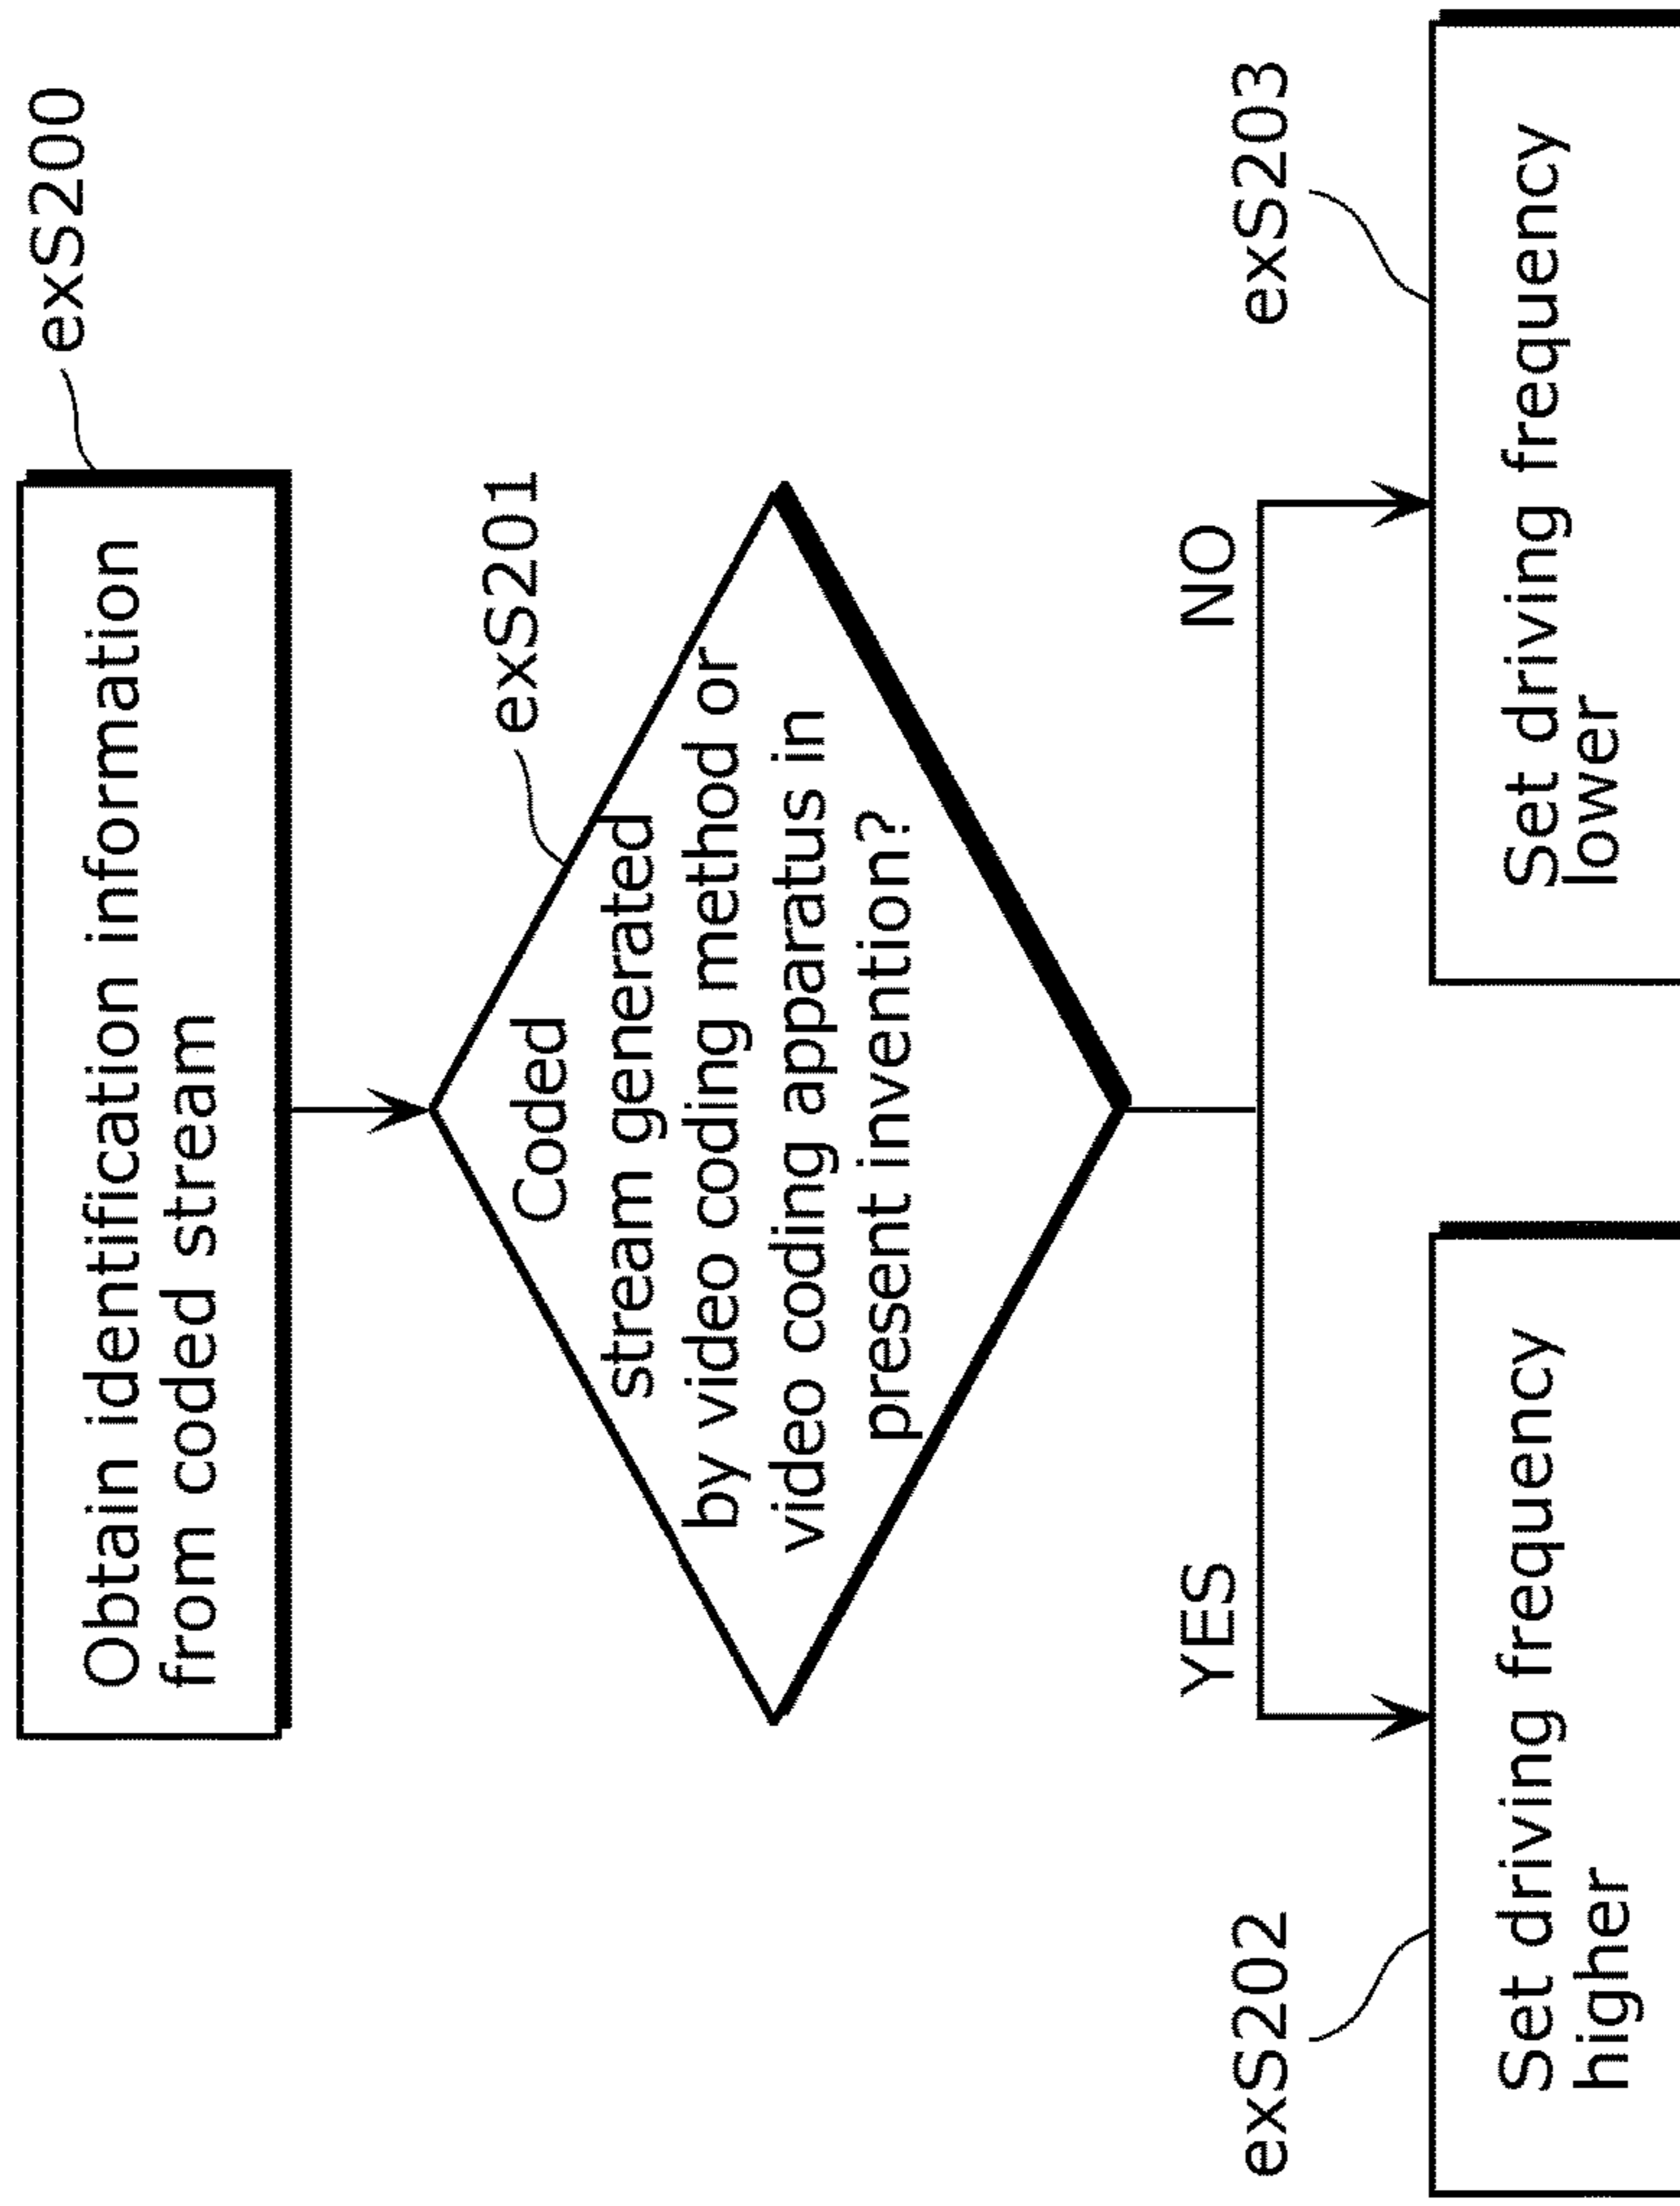 exS200
Obtain identification information
from coded stream
exS201
Coded
stream generated
by video coding method or
video coding apparatus in
present invention?
YES
NO
exS202
exS203
Set driving frequency
higher
Set driving frequency
lower